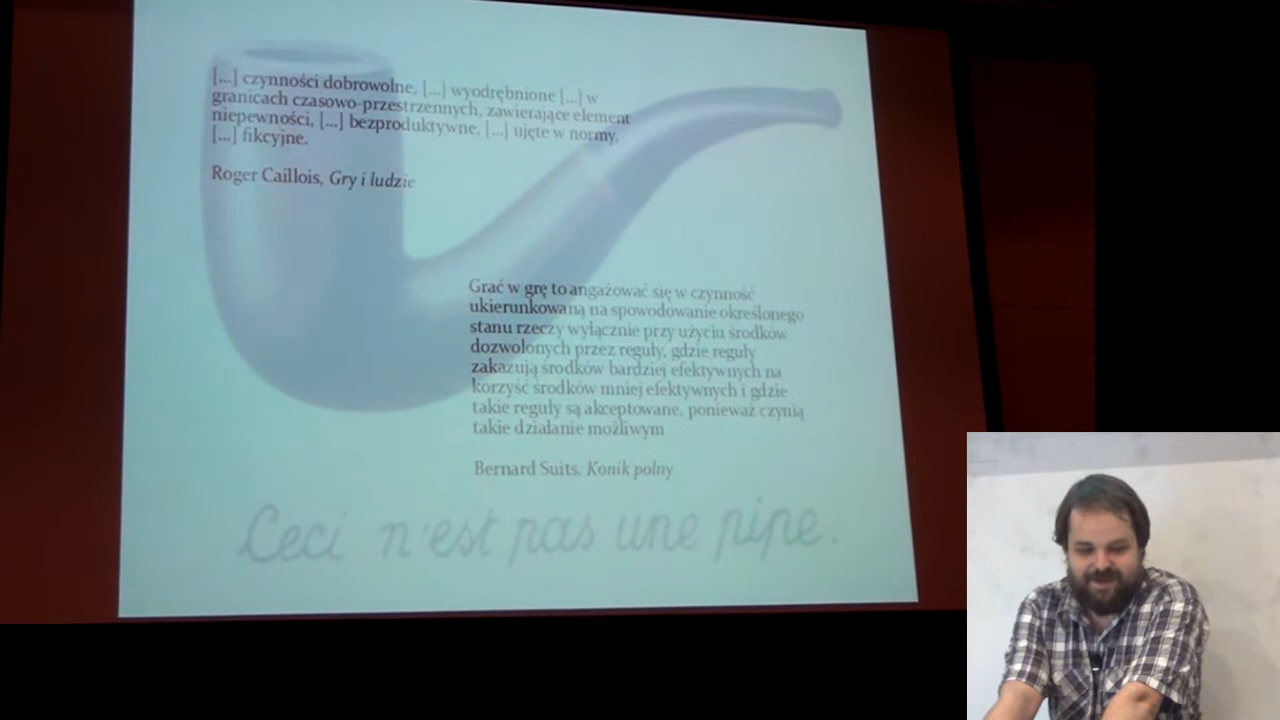 [...] czynności dobrowolne, [...] wyodrębnione [...] w
granicach czasowo-przestrzennych, zawierające element
niepewności, [...] bezproduktywne, [...] ujęte w normy,
[...] fikcyjne.
Roger Caillois, Gry i ludzie
Grać w grę to angażować się w czynność
ukierunkowaną na spowodowanie określonego
stanu rzeczy wyłącznie przy użyciu środków
dozwolonych przez reguły, gdzie reguły
zakazują środków bardziej efektywnych na
korzyść środków mniej efektywnych i gdzie
takie reguły są akceptowane, ponieważ czynią
takie działanie możliwym
Bernard Suits, Konik polny
Ceci n'est pas une pipe.